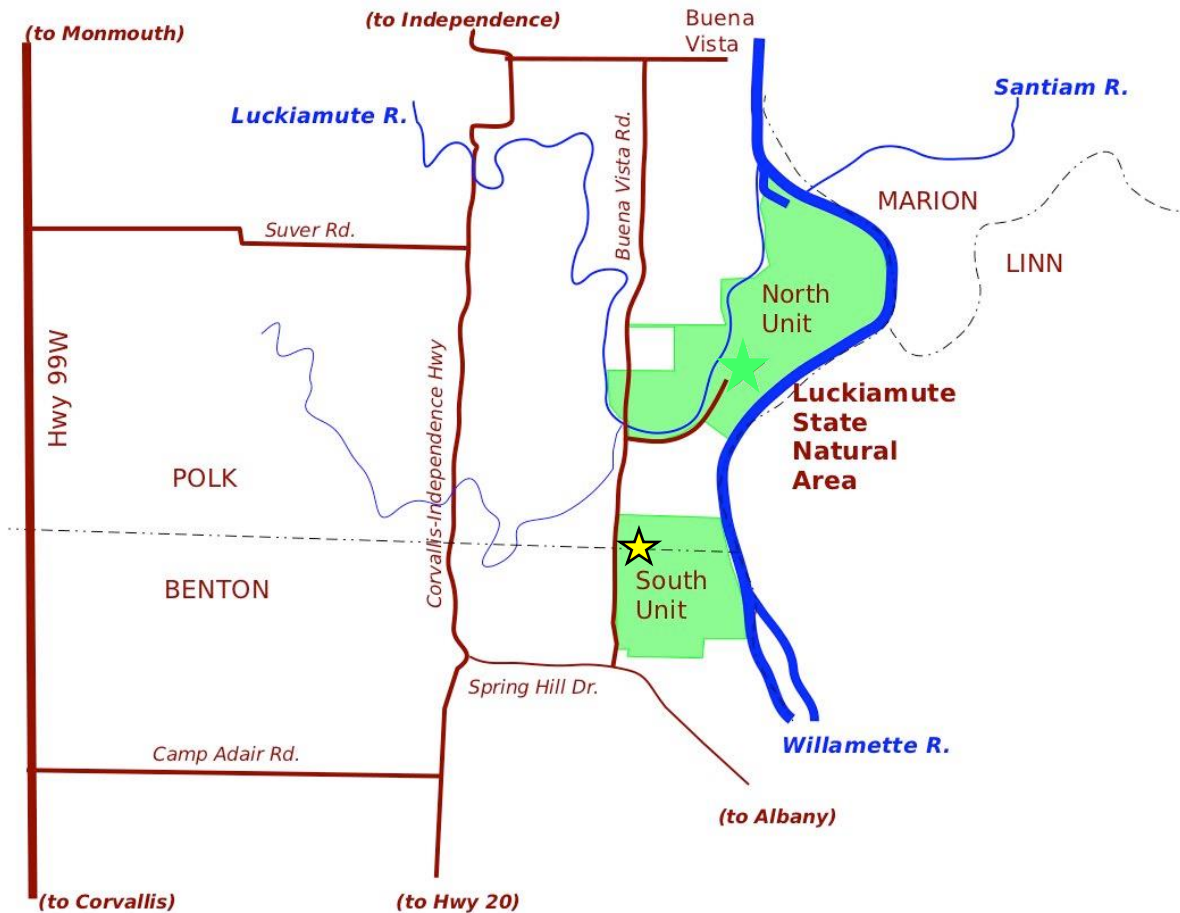 (to Independence)
Buena
Vista
(to Monmouth)
Santiam R.
Luckiamute R.
Buena Vista Rd.
MARION
Suver Rd.
LINN
North
Unit
Hwy 99W
Corvallis-Independence Hwy
Luckiamute
State
Natural
Area
POLK
South
Unit
BENTON
Spring Hill Dr.
Willamette R.
Camp Adair Rd.
(to Albany)
(to Corvallis)
(to Hwy 20)